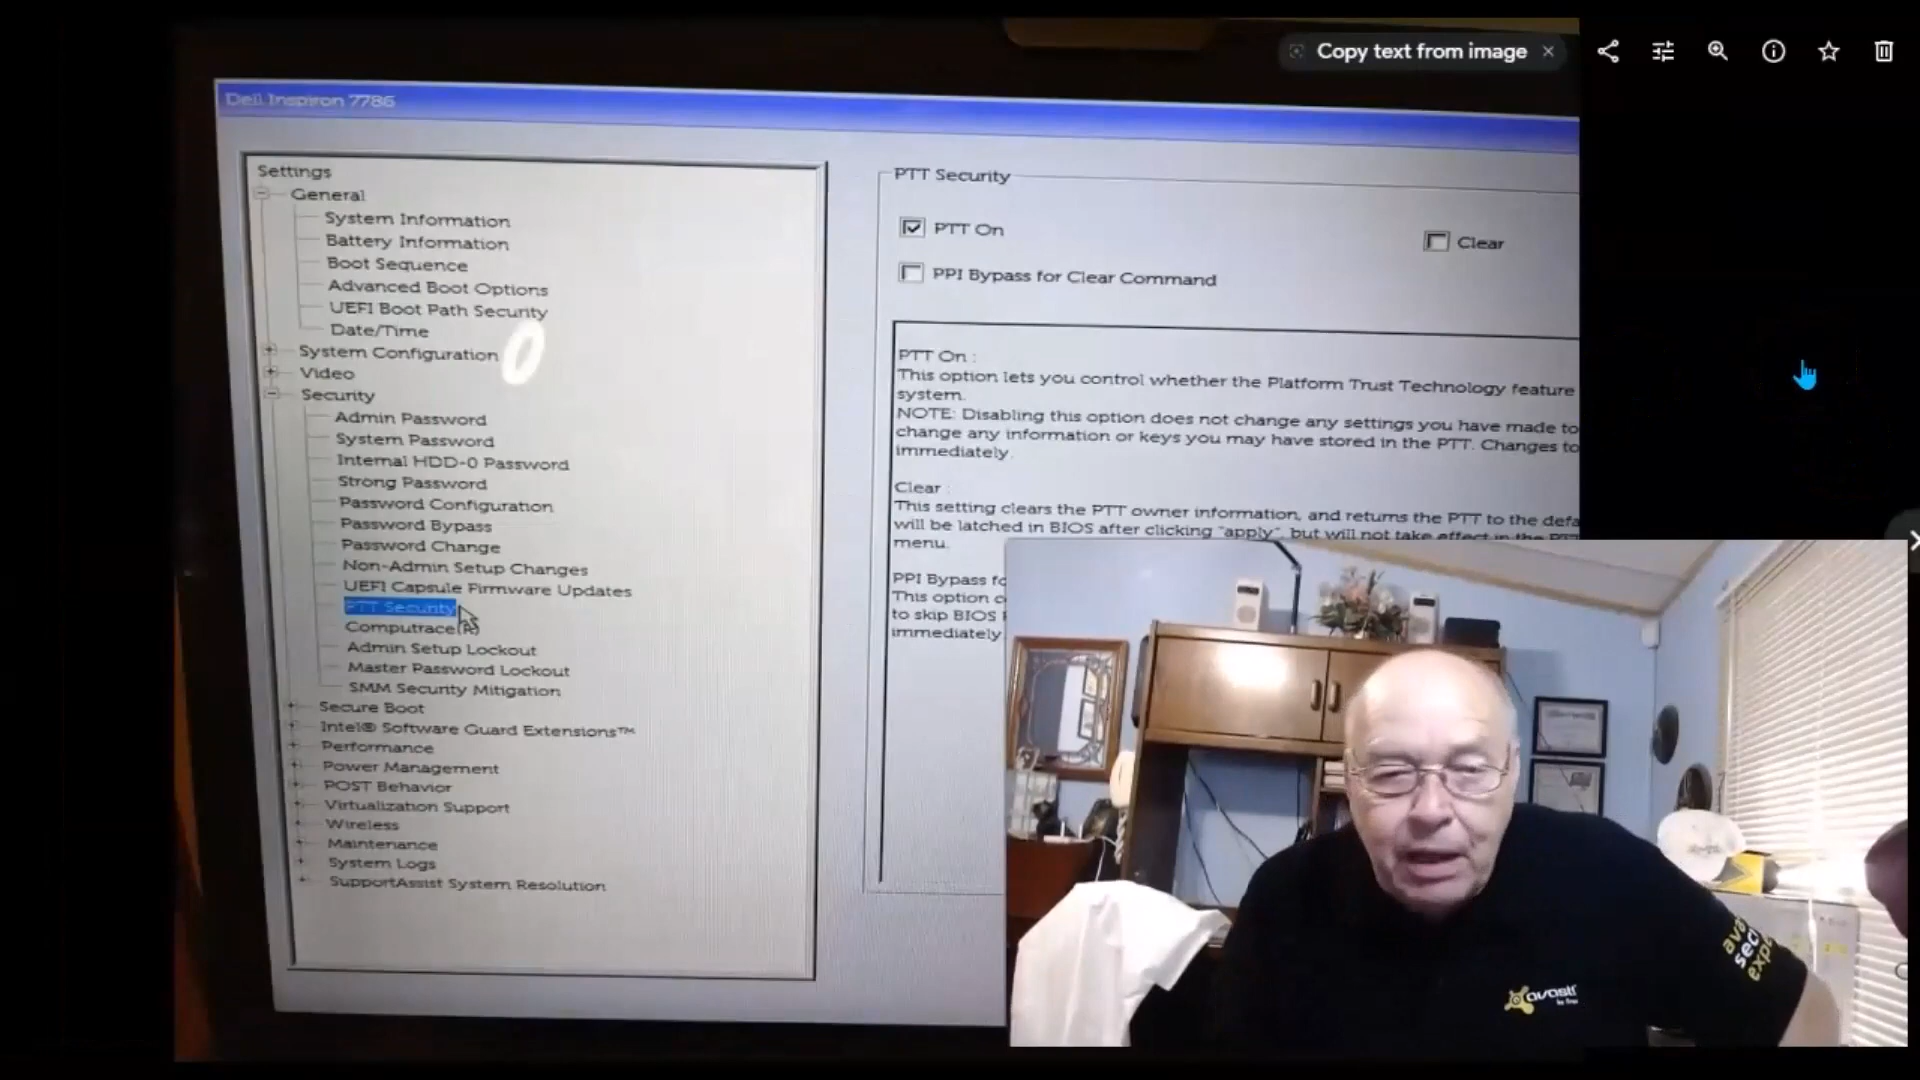 Copy text from image
Dell Inspiron 7786
Settings
General
System Information
Battery Information
Boot Sequence
Advanced Boot Options
UEFI Boot Path Security
Date/Time
System Configuration
Video
Security
Admin Password
System Password
Internal HDD-0 Password
Strong Password
Password Configuration
Password Bypass
Password Change
Non-Admin Setup Changes
UEFI Capsule Firmware Updates
PTT Security
Computrace(R)
Admin Setup Lockout
Master Password Lockout
SMM Security Mitigation
Secure Boot
Intel® Software Guard Extensions™
Performance
Power Management
POST Behavior
Virtualization Support
Wireless
Maintenance
System Logs
SupportAssist System Resolution
PTT Security
PTT On
Clear
PPI Bypass for Clear Command
PTT On :
This option lets you control whether the Platform Trust Technology feature
system.
NOTE: Disabling this option does not change any settings you have made to
change any information or keys you may have stored in the PTT. Changes to
immediately.
Clear :
This setting clears the PTT owner information, and returns the PTT to the defa
will be latched in BIOS after clicking "apply", but will not take effect in the
menu.
PPI Bypass fo
This option c
to skip BIOS
immediately
avast